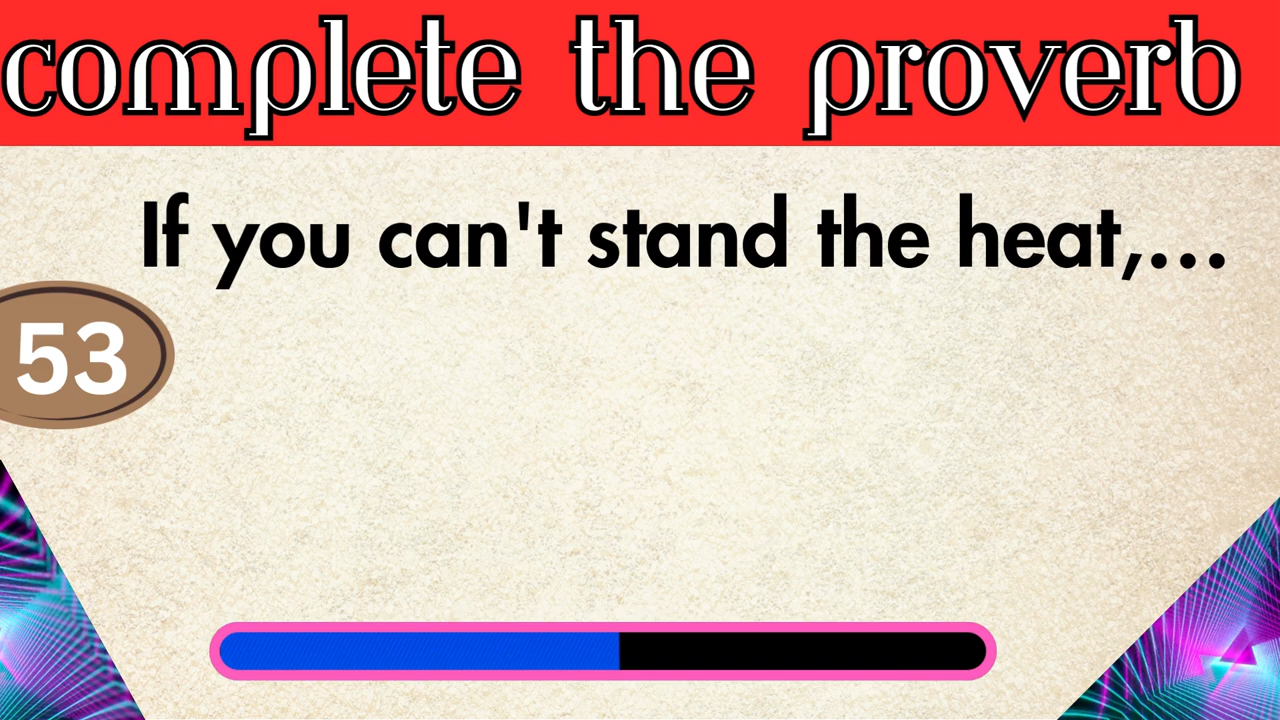 complete the proverb
If you can't stand the heat,...
53